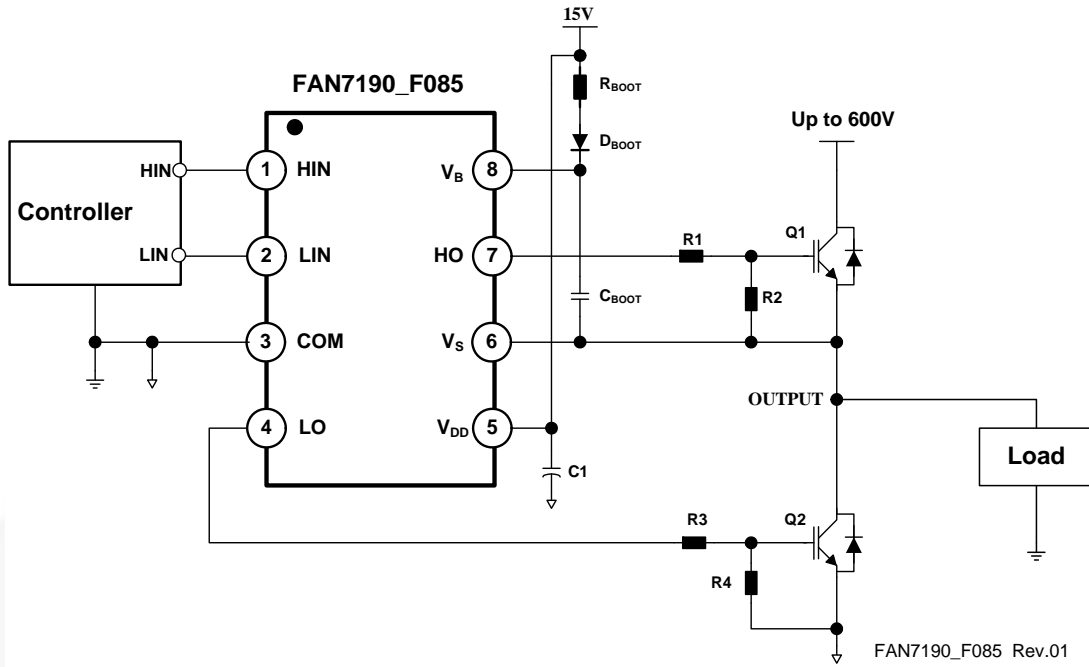 15V
FAN7190_F085
RBOOT
Up to 600V
DBOOT
HIN
1
HIN
VB
8
Controller
R1
Q1
LIN
2
LIN
HO
7
R2
CBOOT
3
COM
VS
6
OUTPUT
4
LO
VDD
5
Load
C1
R3
Q2
R4
FAN7190_F085 Rev.01